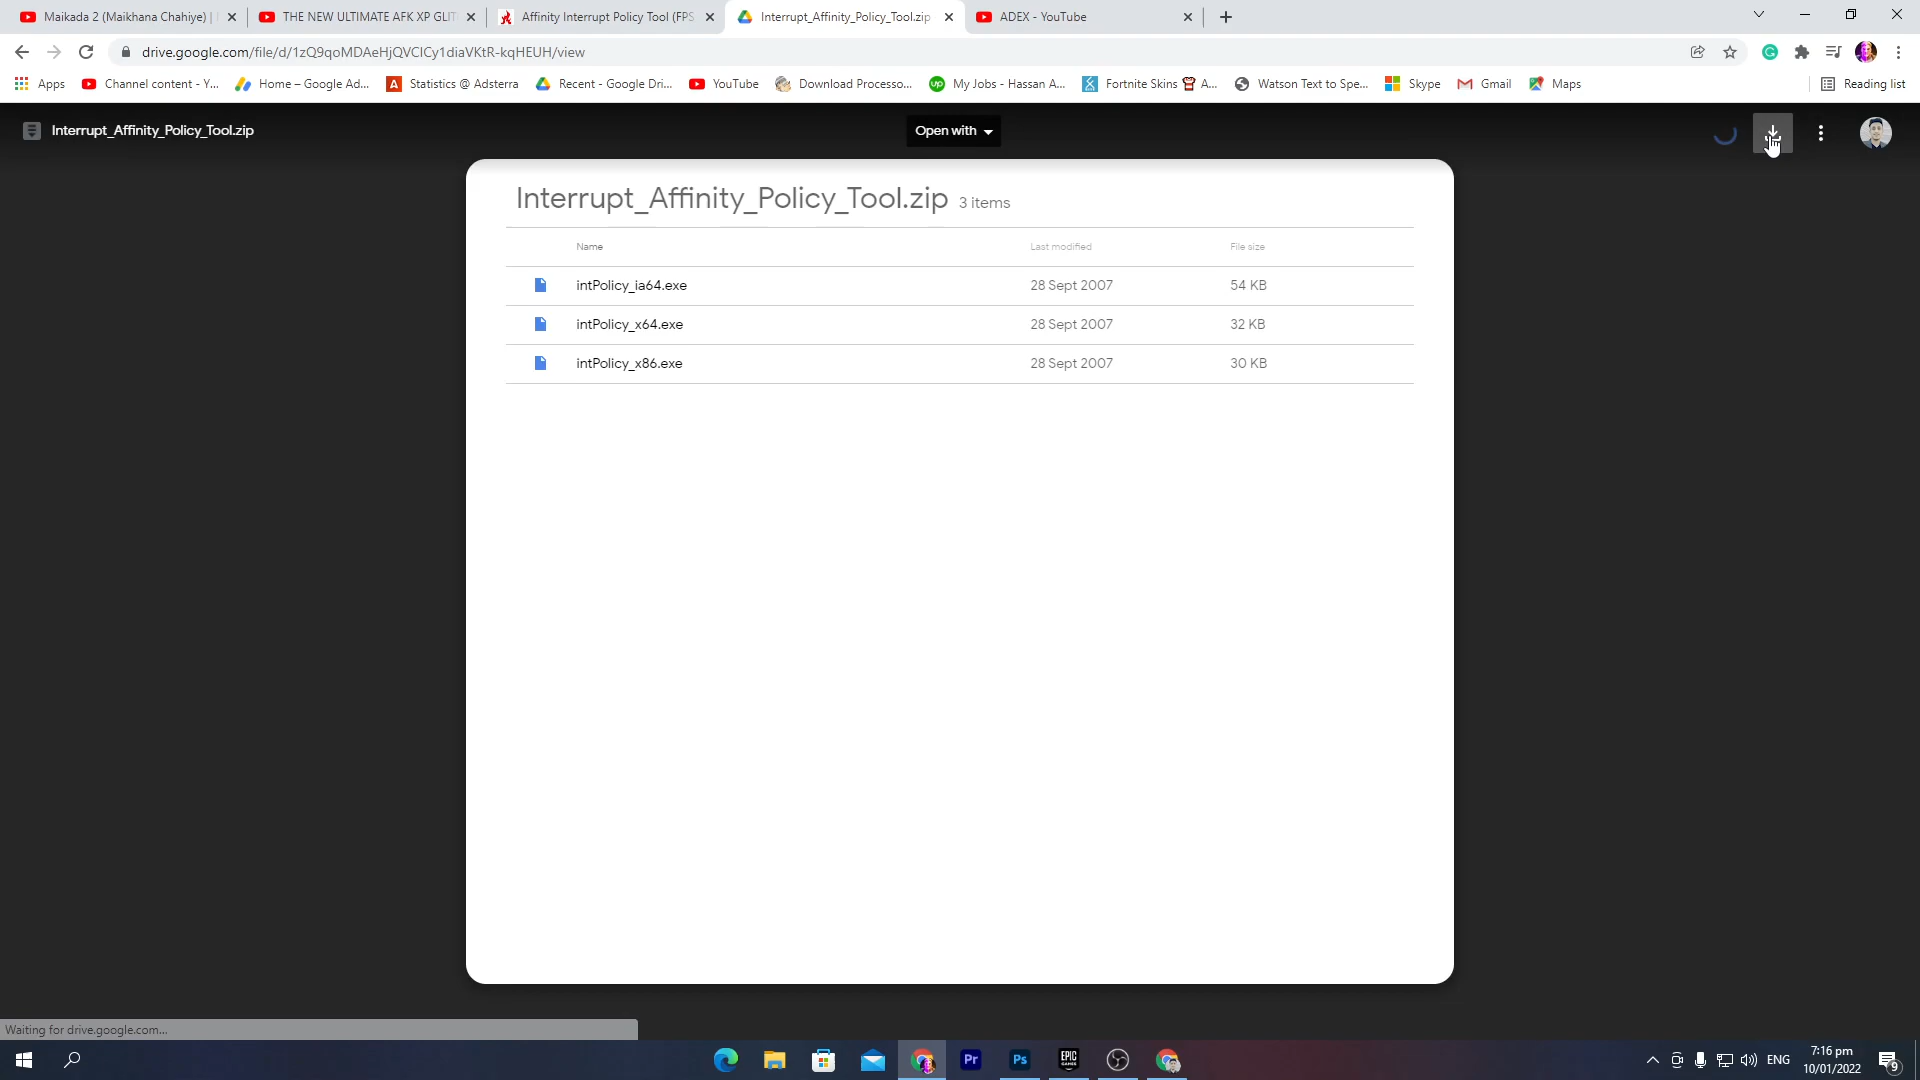 Maikada 2 (Maikhana Chahiye) |
THE NEW ULTIMATE AFK XP GLIT
Affinity Interrupt Policy Tool (FPS
Interrupt_Affinity_Policy_Tool.zip
ADEX - YouTube
drive.google.com/file/d/1zQ9qoMDAeHjQVClCy1diaVKtR-kqHEUH/view
Apps
Channel content - Y...
Home – Google Ad...
Statistics @ Adsterra
Recent - Google Dri...
YouTube
Download Processo...
My Jobs - Hassan A...
Fortnite Skins A...
Watson Text to Spe...
Skype
Gmail
Maps
Reading list
Interrupt_Affinity_Policy_Tool.zip
Open with
Interrupt_Affinity_Policy_Tool.zip 3 items
Name Last modified File size
intPolicy_ia64.exe 28 Sept 2007 54 KB
intPolicy_x64.exe 28 Sept 2007 32 KB
intPolicy_x86.exe 28 Sept 2007 30 KB
Waiting for drive.google.com...
Pr
Ps
EPIC
GAMES
ENG
7:16 pm
10/01/2022
9